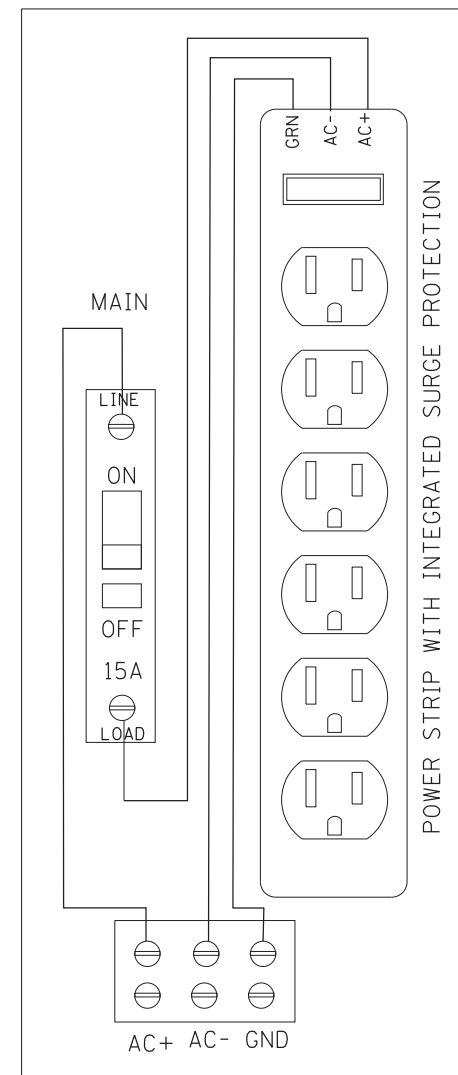 GRN
AC-
AC+
POWER STRIP WITH INTEGRATED SURGE PROTECTION
MAIN
LINE
ON
OFF
15A
LOAD
AC+ AC- GND